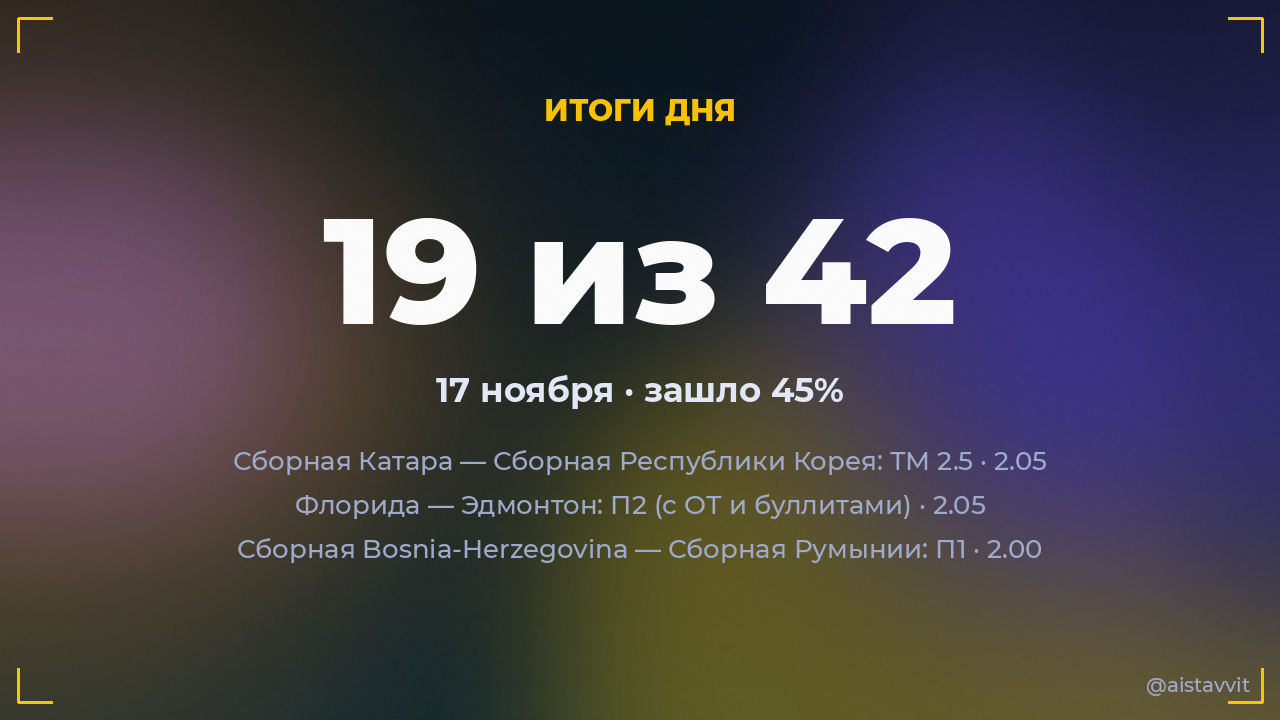 ИТОГИ ДНЯ
19 из 42
17 ноября · зашло 45%
Сборная Катара — Сборная Республики Корея: ТМ 2.5 · 2.05
Флорида — Эдмонтон: П2 (с ОТ и буллитами) · 2.05
Сборная Bosnia-Herzegovina — Сборная Румынии: П1 · 2.00
@aistavvit